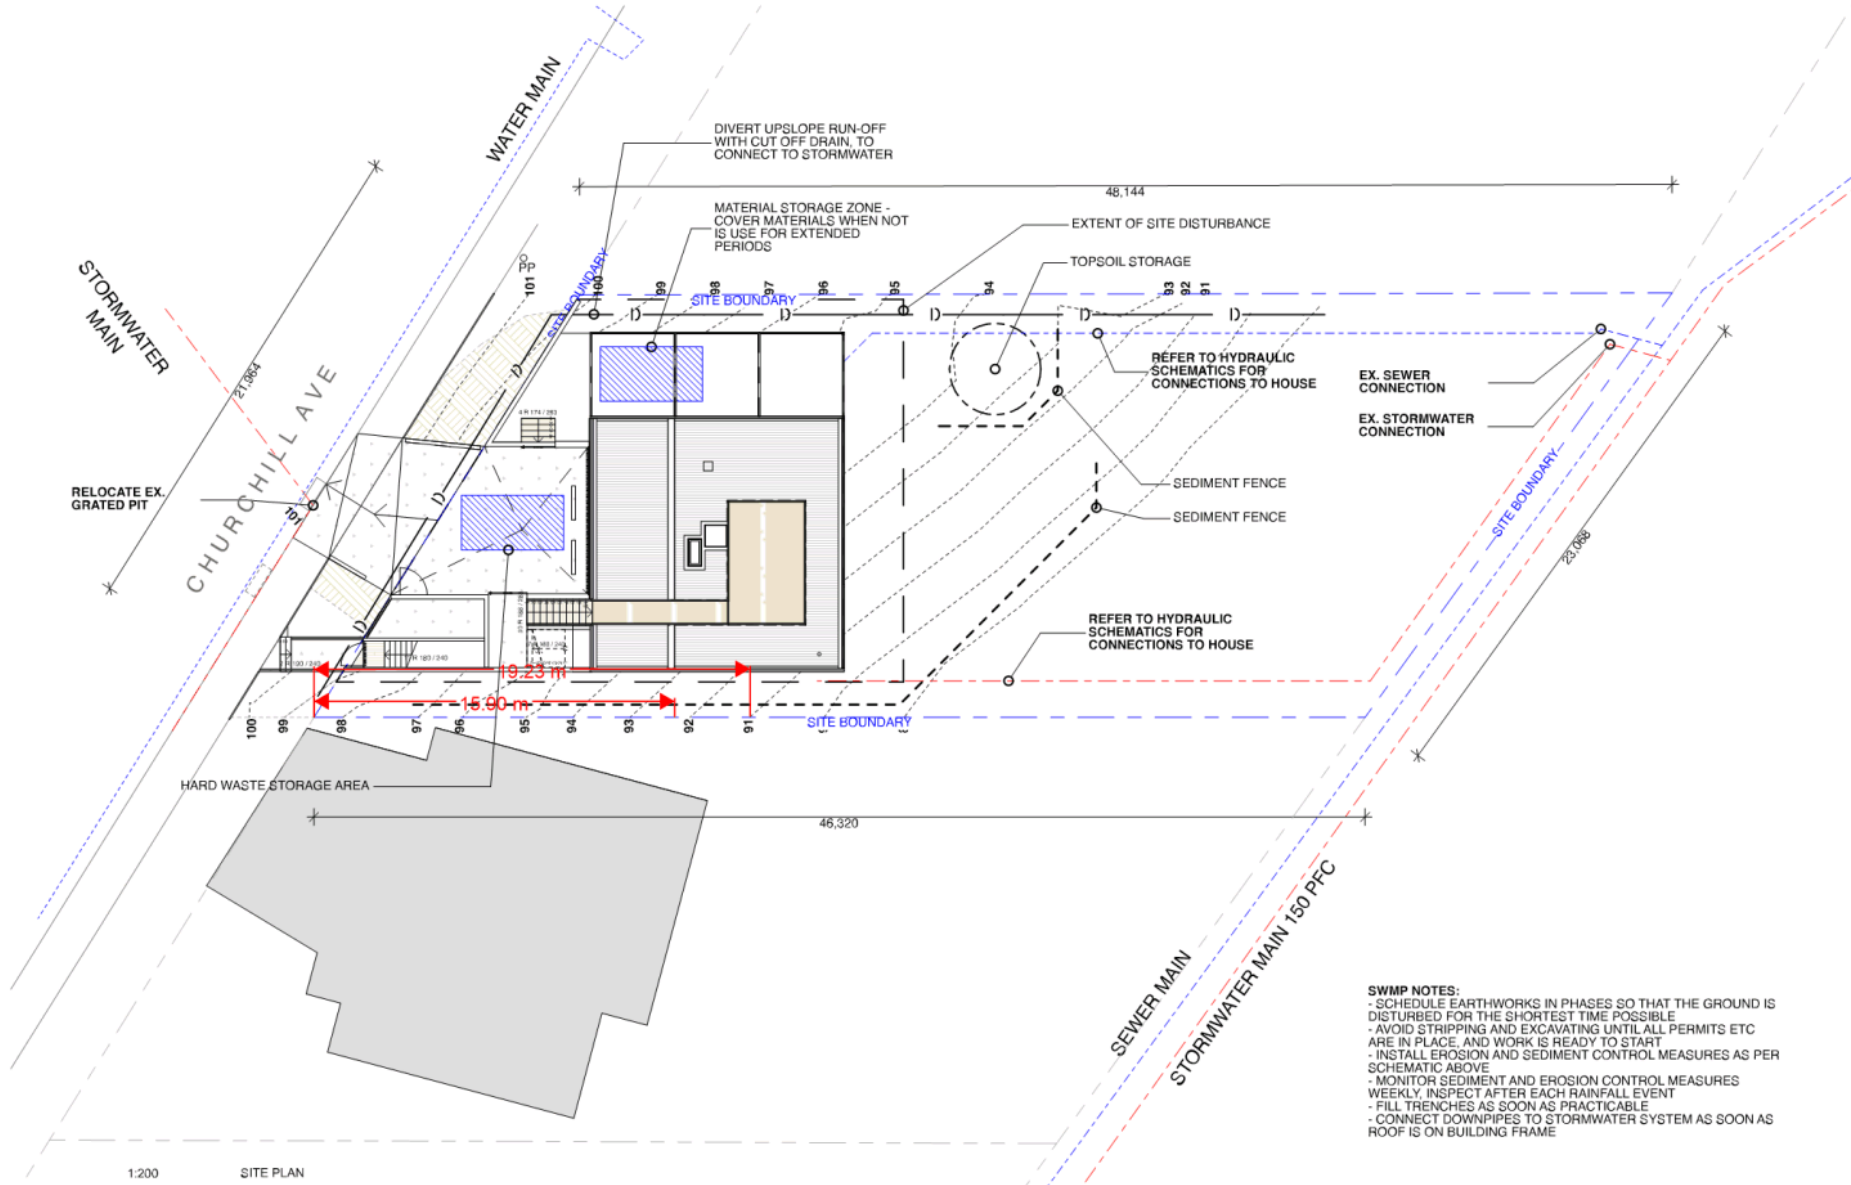 WATER MAIN
DIVERT UPSLOPE RUN-OFF
WITH CUT OFF DRAIN, TO
CONNECT TO STORMWATER
48,144
MATERIAL STORAGE ZONE -
COVER MATERIALS WHEN NOT
IS USE FOR EXTENDED
PERIODS
EXTENT OF SITE DISTURBANCE
TOPSOIL STORAGE
PP
SITE BOUNDARY
101
100
99
98
97
96
95
94
93
92
91
SITE BOUNDARY
D
D
D
D
D
STORMWATER
MAIN
21,964
CHURCHILL AVE
REFER TO HYDRAULIC
SCHEMATICS FOR
CONNECTIONS TO HOUSE
EX. SEWER
CONNECTION
EX. STORMWATER
CONNECTION
D
4 R 174 / 283
SEDIMENT FENCE
SEDIMENT FENCE
RELOCATE EX.
GRATED PIT
101
D
SITE BOUNDARY
23,068
D
REFER TO HYDRAULIC
SCHEMATICS FOR
CONNECTIONS TO HOUSE
R 193 / 240
R 183 / 240
19.23 m
15.90 m
100
99
98
97
96
95
94
93
92
91
SITE BOUNDARY
HARD WASTE STORAGE AREA
46,320
SEWER MAIN
STORMWATER MAIN 150 PFC
SWMP NOTES:
- SCHEDULE EARTHWORKS IN PHASES SO THAT THE GROUND IS
DISTURBED FOR THE SHORTEST TIME POSSIBLE
- AVOID STRIPPING AND EXCAVATING UNTIL ALL PERMITS ETC
ARE IN PLACE, AND WORK IS READY TO START
- INSTALL EROSION AND SEDIMENT CONTROL MEASURES AS PER
SCHEMATIC ABOVE
- MONITOR SEDIMENT AND EROSION CONTROL MEASURES
WEEKLY, INSPECT AFTER EACH RAINFALL EVENT
- FILL TRENCHES AS SOON AS PRACTICABLE
- CONNECT DOWNPIPES TO STORMWATER SYSTEM AS SOON AS
ROOF IS ON BUILDING FRAME
1:200
SITE PLAN